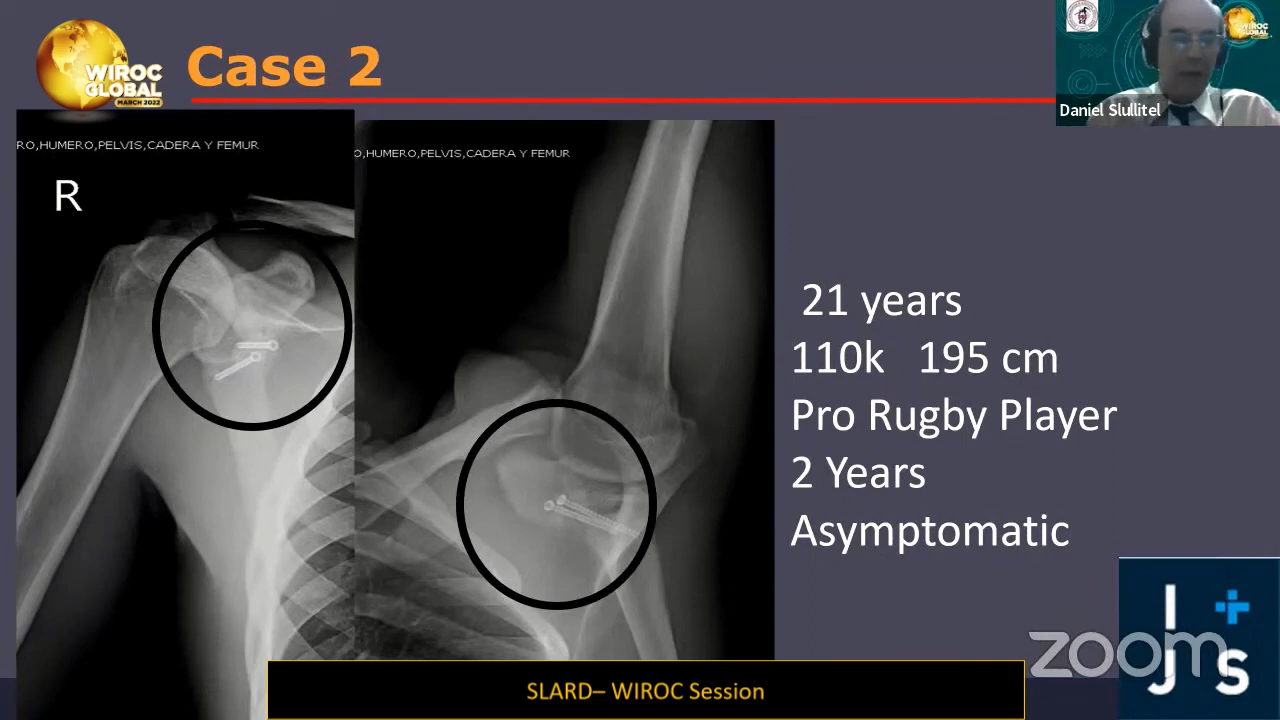 Case 2
WIROC
GLOBAL
MARCH 2022
Daniel Slullitel
RO,HUMERO,PELVIS,CADERA Y FEMUR
O,HUMERO,PELVIS,CADERA Y FEMUR
R
21 years
110k 195 cm
Pro Rugby Player
2 Years
Asymptomatic
zoom
I
J S
SLARD– WIROC Session